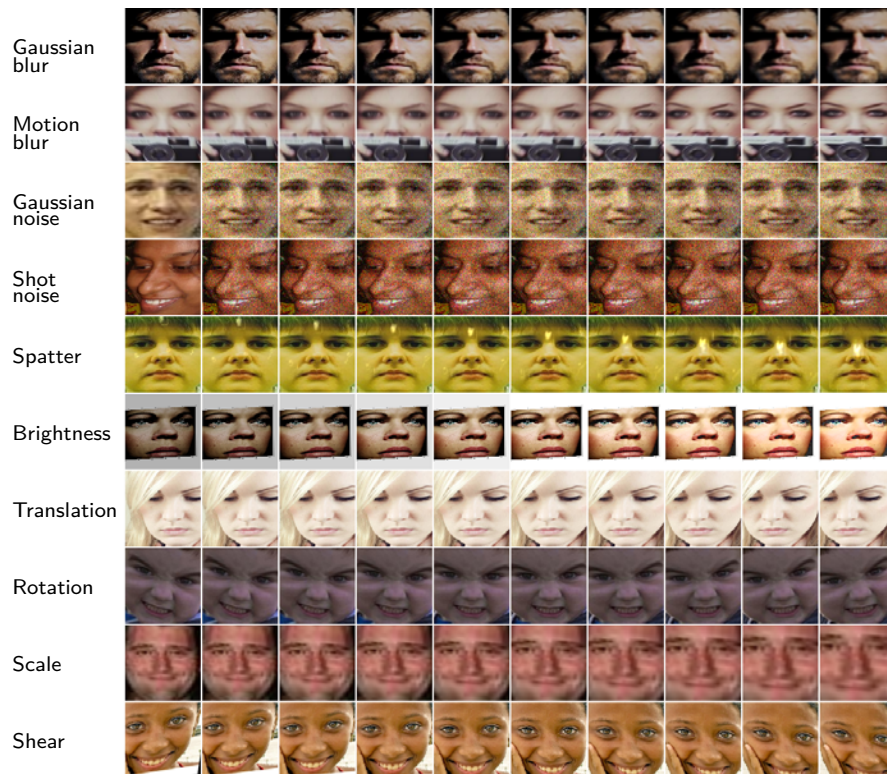 Gaussian
blur
Motion
blur
Gaussian
noise
Shot
noise
Spatter
Brightness
Translation
Rotation
Scale
Shear